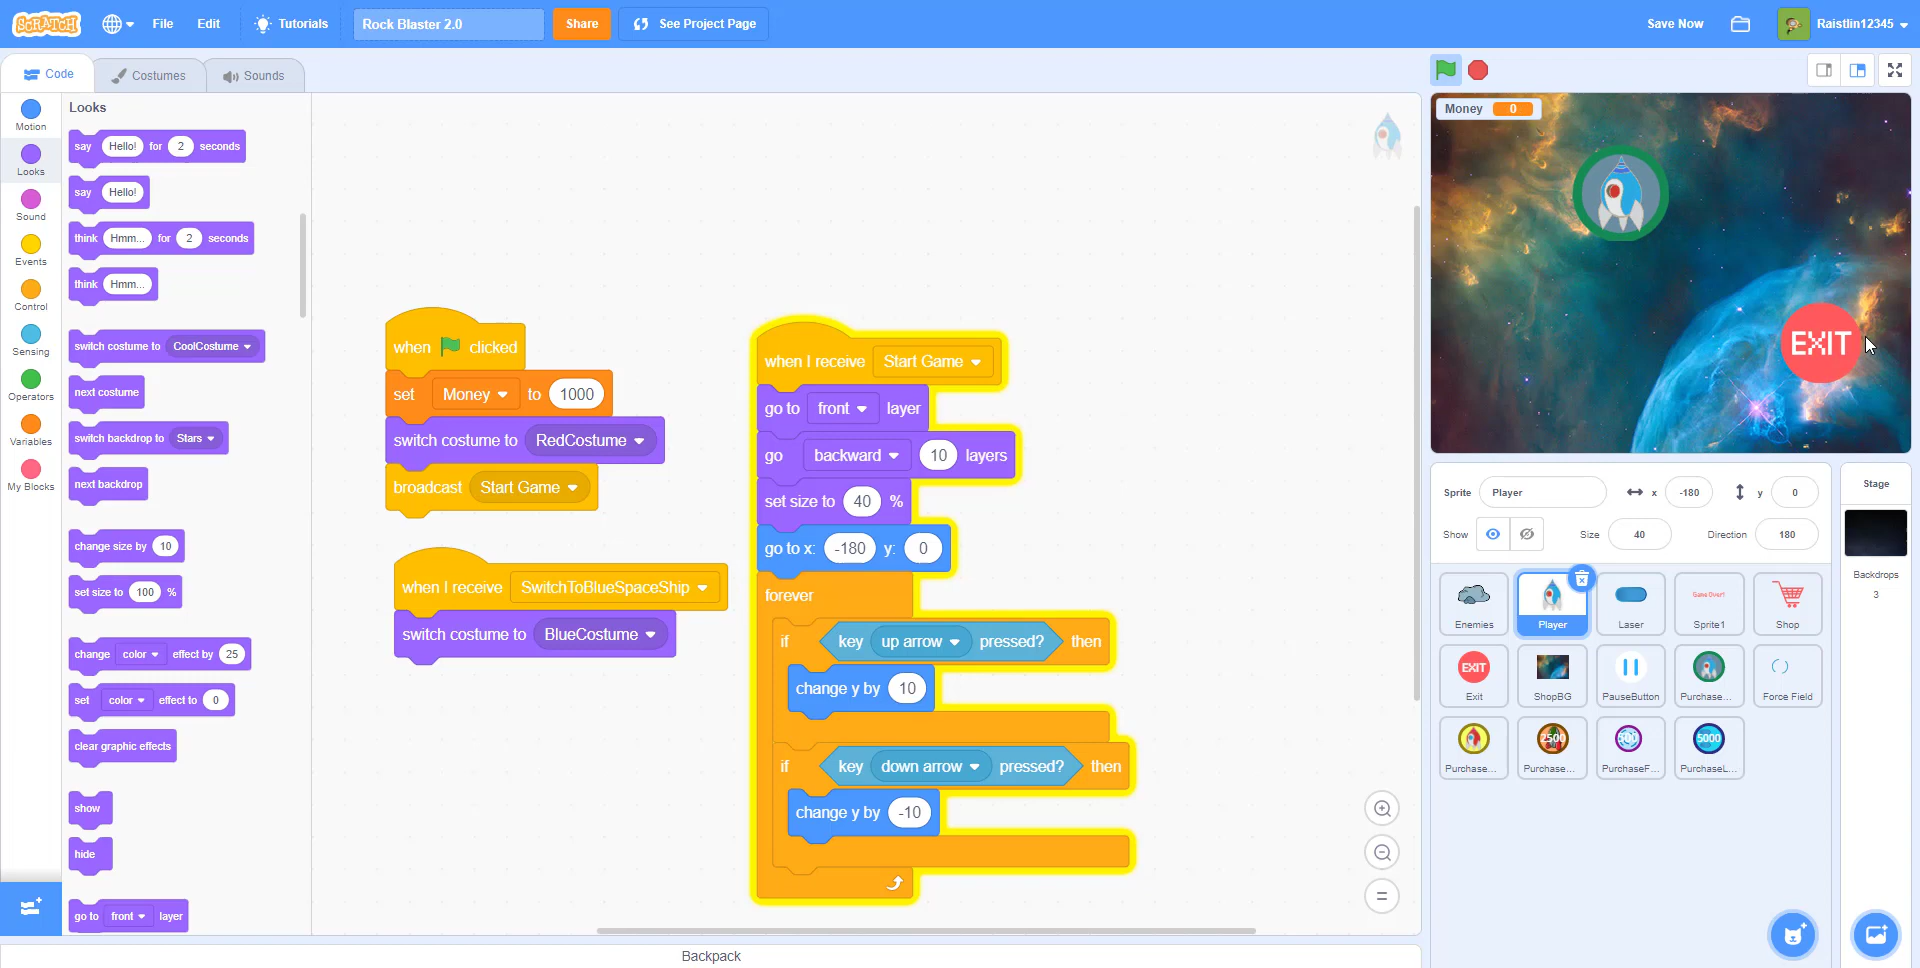 SCRATCH File Edit Tutorials Rock Blaster 2.0 Share See Project Page Save Now Raistlin12345
Code Costumes Sounds
Motion
Looks
Sound
Events
Control
Sensing
Operators
Variables
My Blocks
Looks
say Hello! for 2 seconds
say Hello!
think Hmm... for 2 seconds
think Hmm...
switch costume to CoolCostume
next costume
switch backdrop to Stars
next backdrop
change size by 10
set size to 100 %
change color effect by 25
set color effect to 0
clear graphic effects
show
hide
go to front layer
when clicked
set Money to 1000
switch costume to RedCostume
broadcast Start Game
when I receive SwitchToBlueSpaceShip
switch costume to BlueCostume
when I receive Start Game
go to front layer
go backward 10 layers
set size to 40 %
go to x: -180 y: 0
forever
if key up arrow pressed? then
change y by 10
if key down arrow pressed? then
change y by -10
Backpack
Money 0
EXIT
Sprite Player x -180 y 0
Show Size 40 Direction 180
Enemies
Player
Game Over!!
Laser
Sprite1
Shop
EXIT
Exit
ShopBG
PauseButton
Purchase...
Force Field
Purchase...
2500
Purchase...
500
PurchaseF...
5000
PurchaseL...
Stage
Backdrops
3